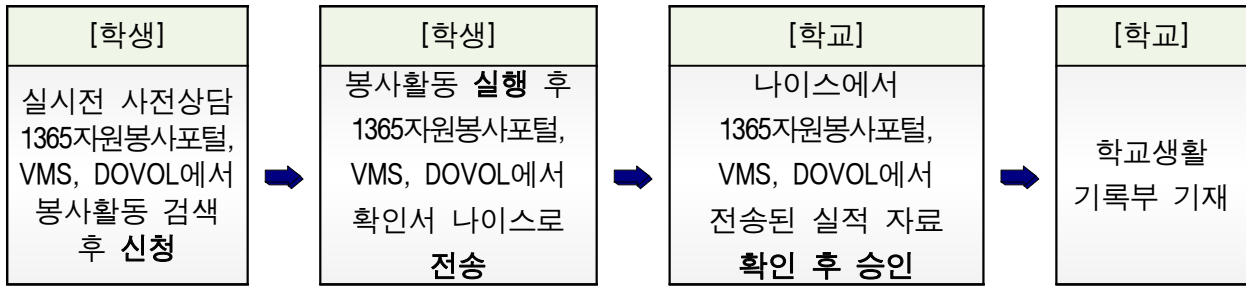 [학생]
실시전 사전상담
1365자원봉사포털,
VMS, DOVOL에서
봉사활동 검색
후 신청
[학생]
봉사활동 실행 후
1365자원봉사포털,
VMS, DOVOL에서
확인서 나이스로
전송
[학교]
나이스에서
1365자원봉사포털,
VMS, DOVOL에서
전송된 실적 자료
확인 후 승인
[학교]
학교생활
기록부 기재